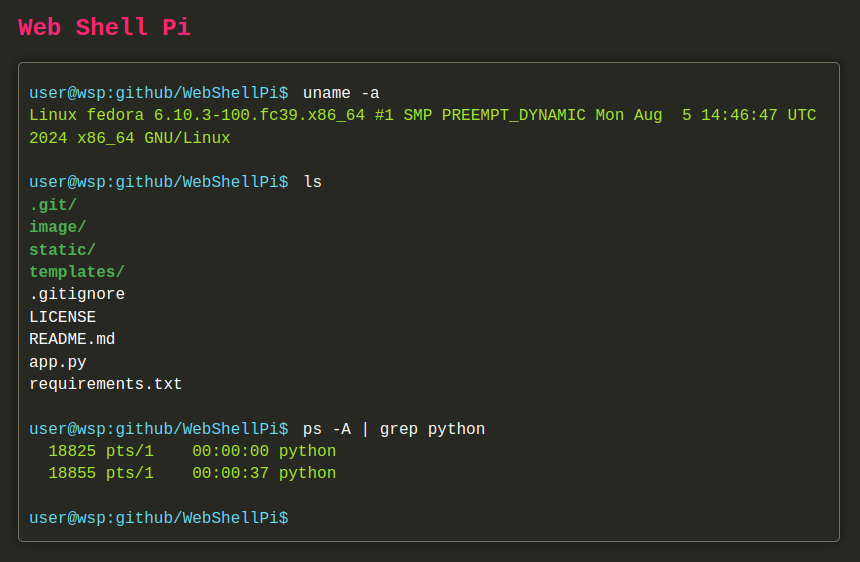 Web Shell Pi
user@wsp:github/WebShellPi$ uname -a
Linux fedora 6.10.3-100.fc39.x86_64 #1 SMP PREEMPT_DYNAMIC Mon Aug  5 14:46:47 UTC
2024 x86_64 GNU/Linux
user@wsp:github/WebShellPi$ ls
.git/
image/
static/
templates/
.gitignore
LICENSE
README.md
app.py
requirements.txt
user@wsp:github/WebShellPi$ ps -A | grep python
  18825 pts/1    00:00:00 python
  18855 pts/1    00:00:37 python
user@wsp:github/WebShellPi$